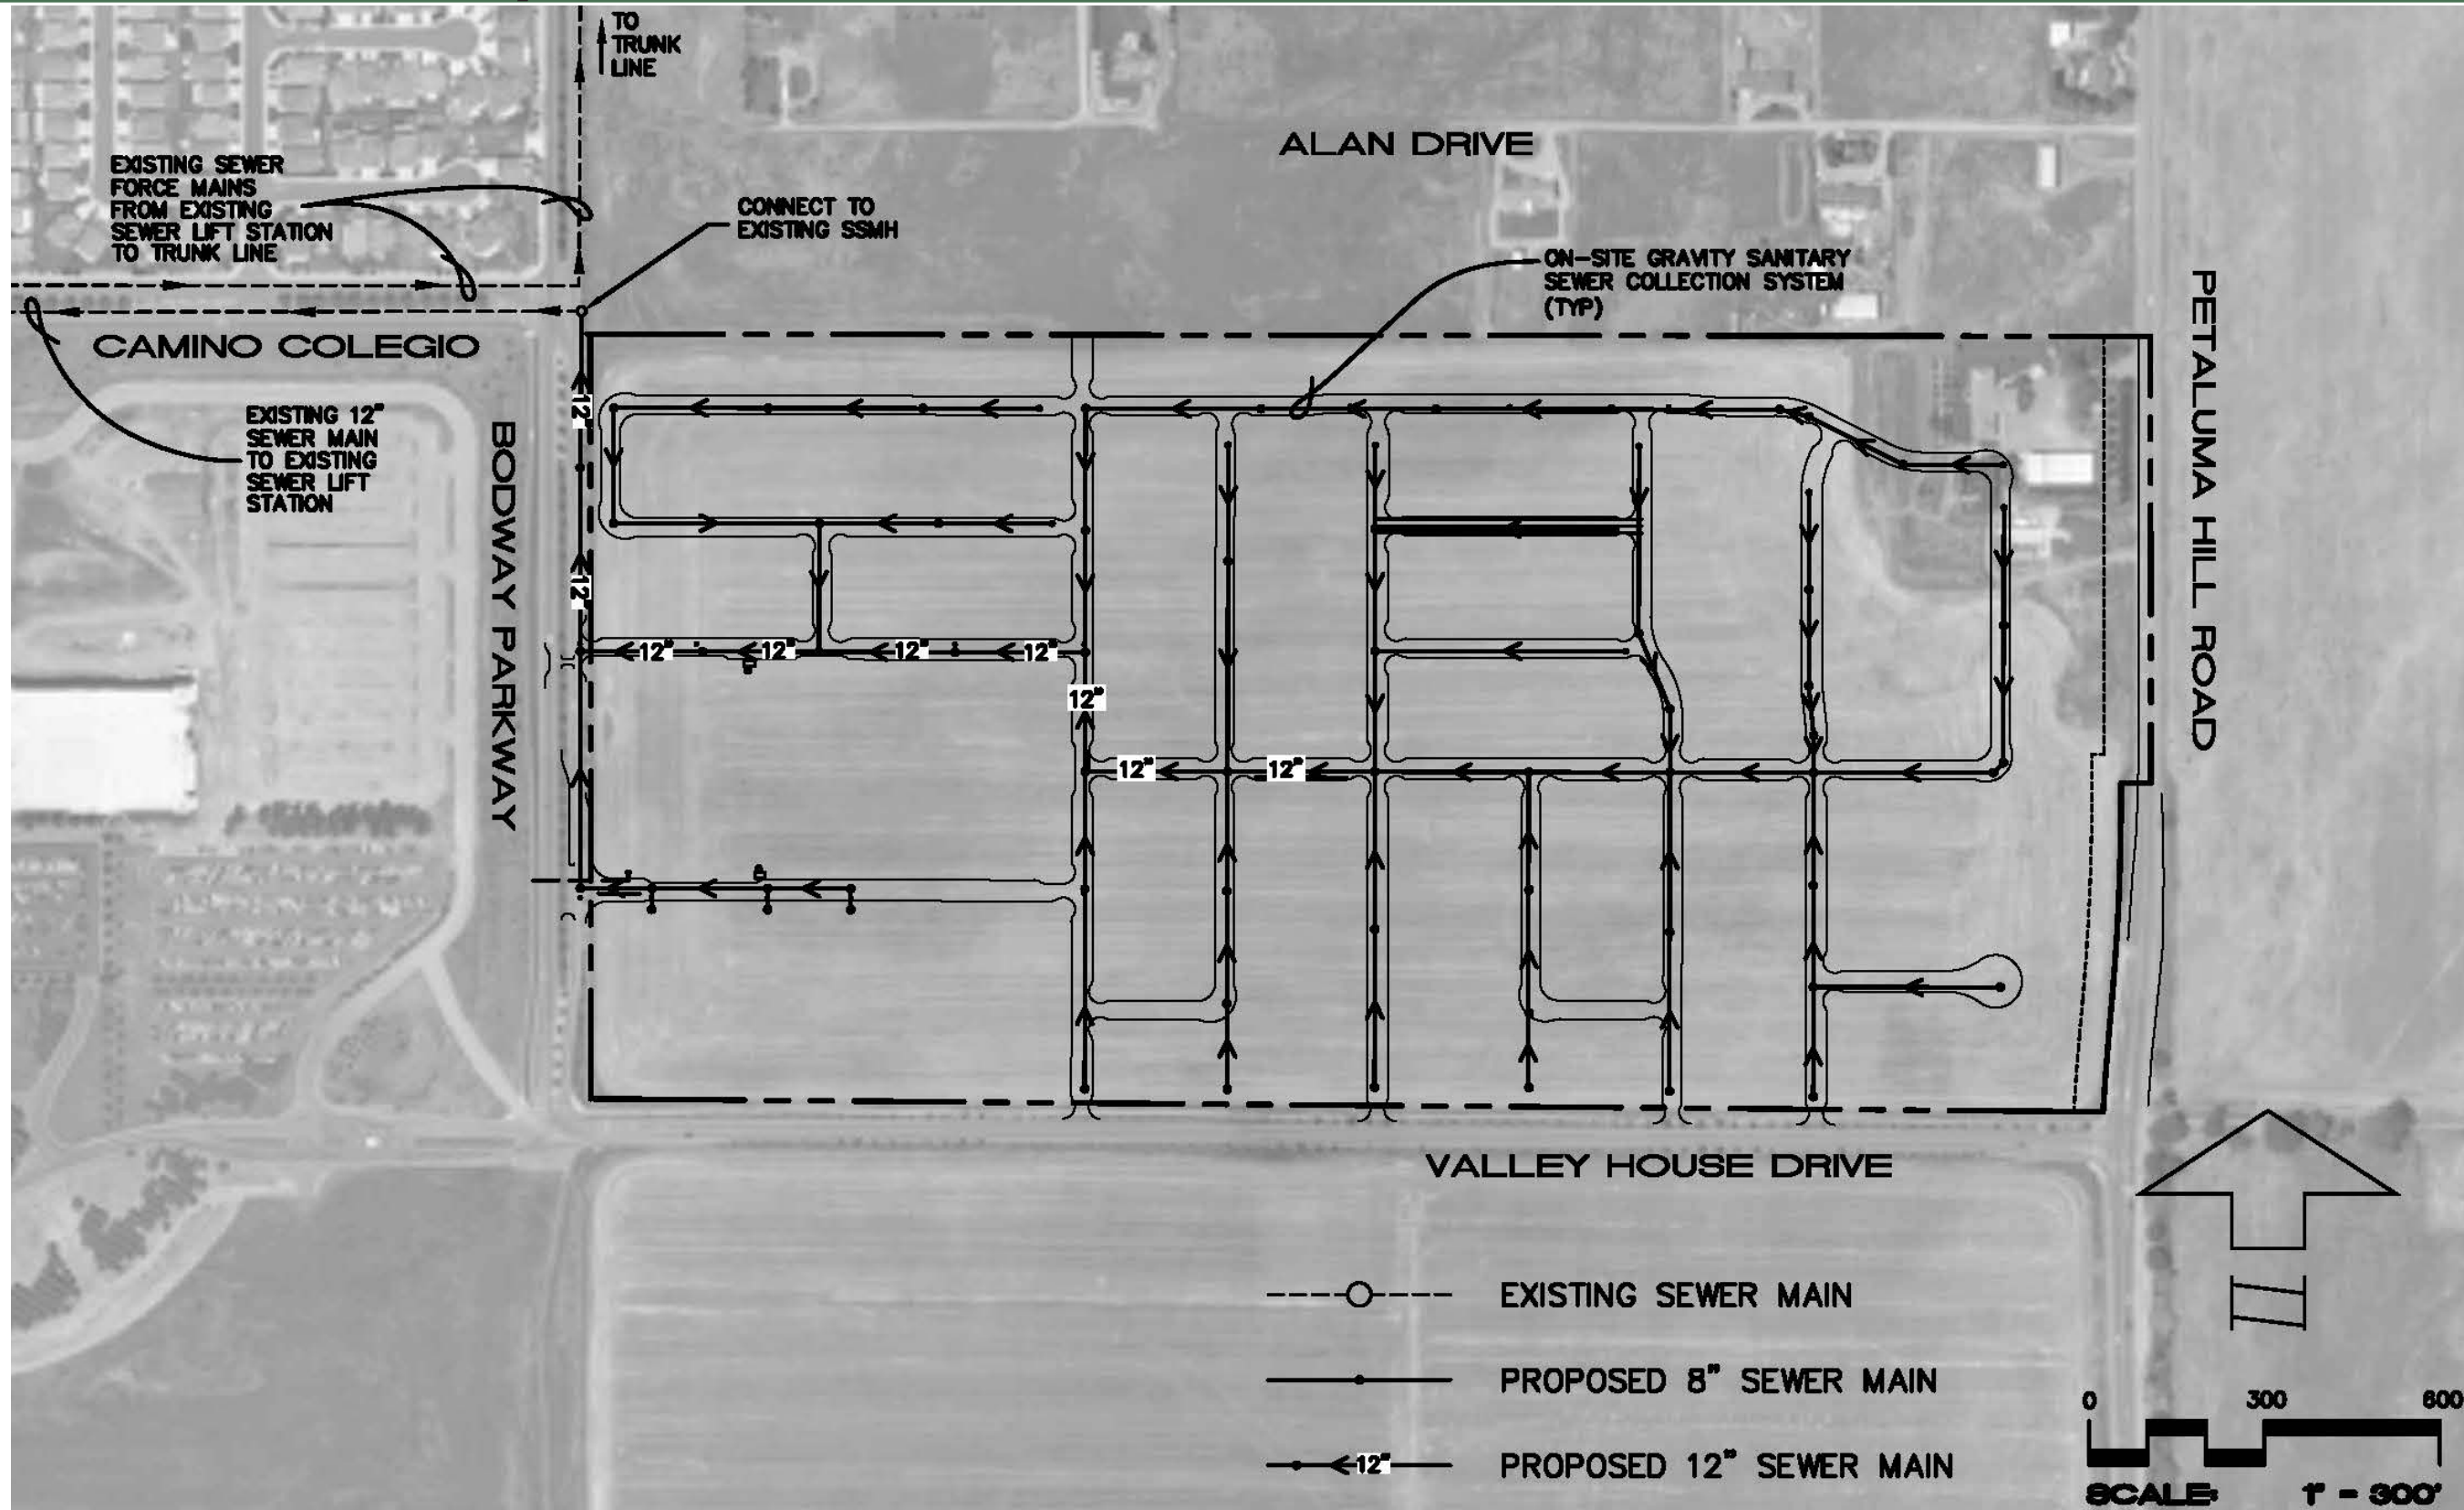 TO
TRUNK
LINE
ALAN DRIVE
EXISTING SEWER
FORCE MAINS
FROM EXISTING
SEWER LIFT STATION
TO TRUNK LINE
CONNECT TO
EXISTING SSMH
ON-SITE GRAVITY SANITARY
SEWER COLLECTION SYSTEM
(TYP)
PETALUMA HILL ROAD
CAMINO COLEGIO
EXISTING 12"
SEWER MAIN
TO EXISTING
SEWER LIFT
STATION
BODWAY PARKWAY
12"
12"
12"
12"
12"
12"
12"
12"
12"
VALLEY HOUSE DRIVE
EXISTING SEWER MAIN
PROPOSED 8" SEWER MAIN
12"
PROPOSED 12" SEWER MAIN
0 300 600
SCALE: 1" = 300'